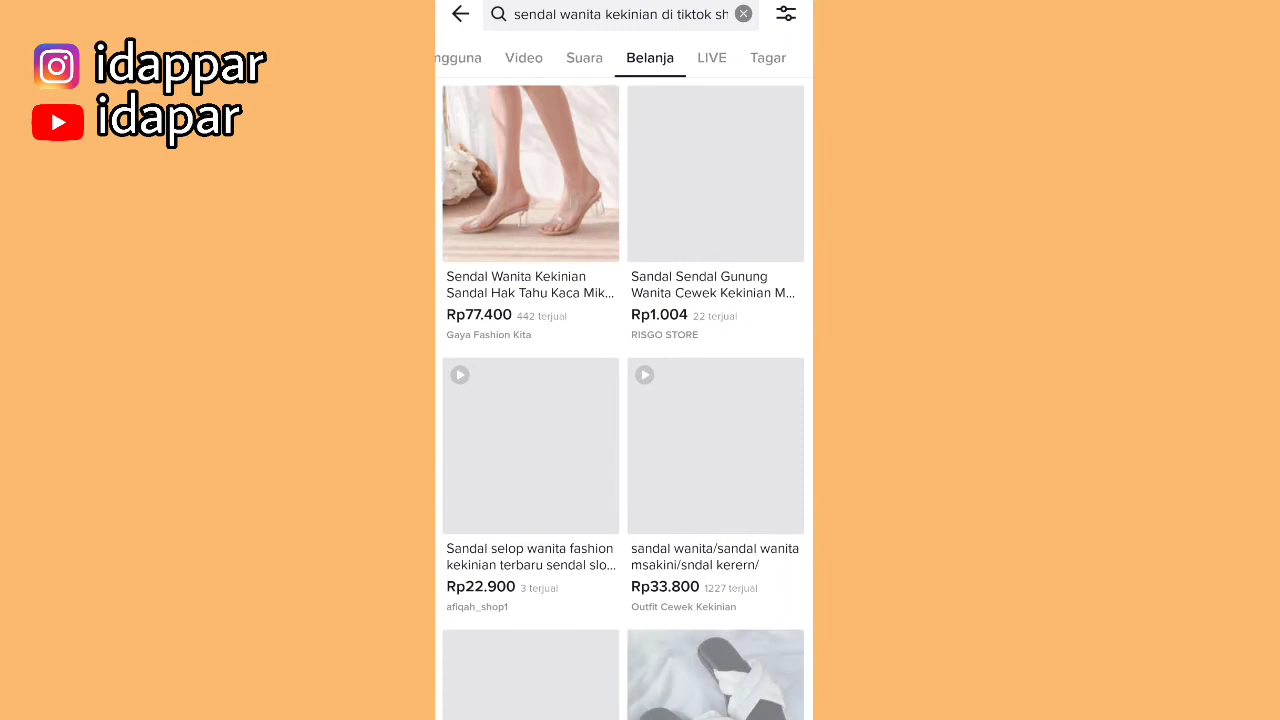 idappar
idapar
sendal wanita kekinian di tiktok sh
ngguna Video Suara Belanja LIVE Tagar
Sendal Wanita Kekinian
Sandal Hak Tahu Kaca Mik...
Rp77.400 442 terjual
Gaya Fashion Kita
Sandal Sendal Gunung
Wanita Cewek Kekinian M...
Rp1.004 22 terjual
RISGO STORE
Sandal selop wanita fashion
kekinian terbaru sendal slo...
Rp22.900 3 terjual
afiqah_shop1
sandal wanita/sandal wanita
msakini/sndal kerern/
Rp33.800 1227 terjual
Outfit Cewek Kekinian